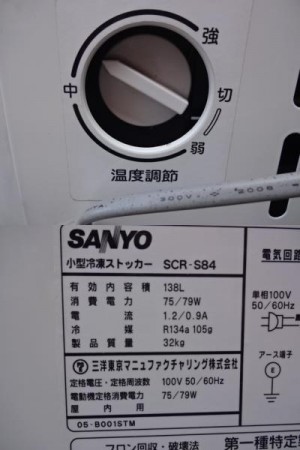 強
中
切
弱
温度調節
300V
2008
SANYO
小型冷凍ストッカー SCR-S84
有効内容積 138L
消費電力 75/79W
電流 1.2/0.9A
冷媒 R134a 105g
製品質量 32kg
三洋東京マニュファクチャリング株式会社
定格電圧・定格周波数 100V 50/60Hz
電動機定格消費電力 75/79W
屋内用
05-B001STM
電気回路
単相100V
50/60Hz
アース端子
フロン回収・破壊法 第一種特定